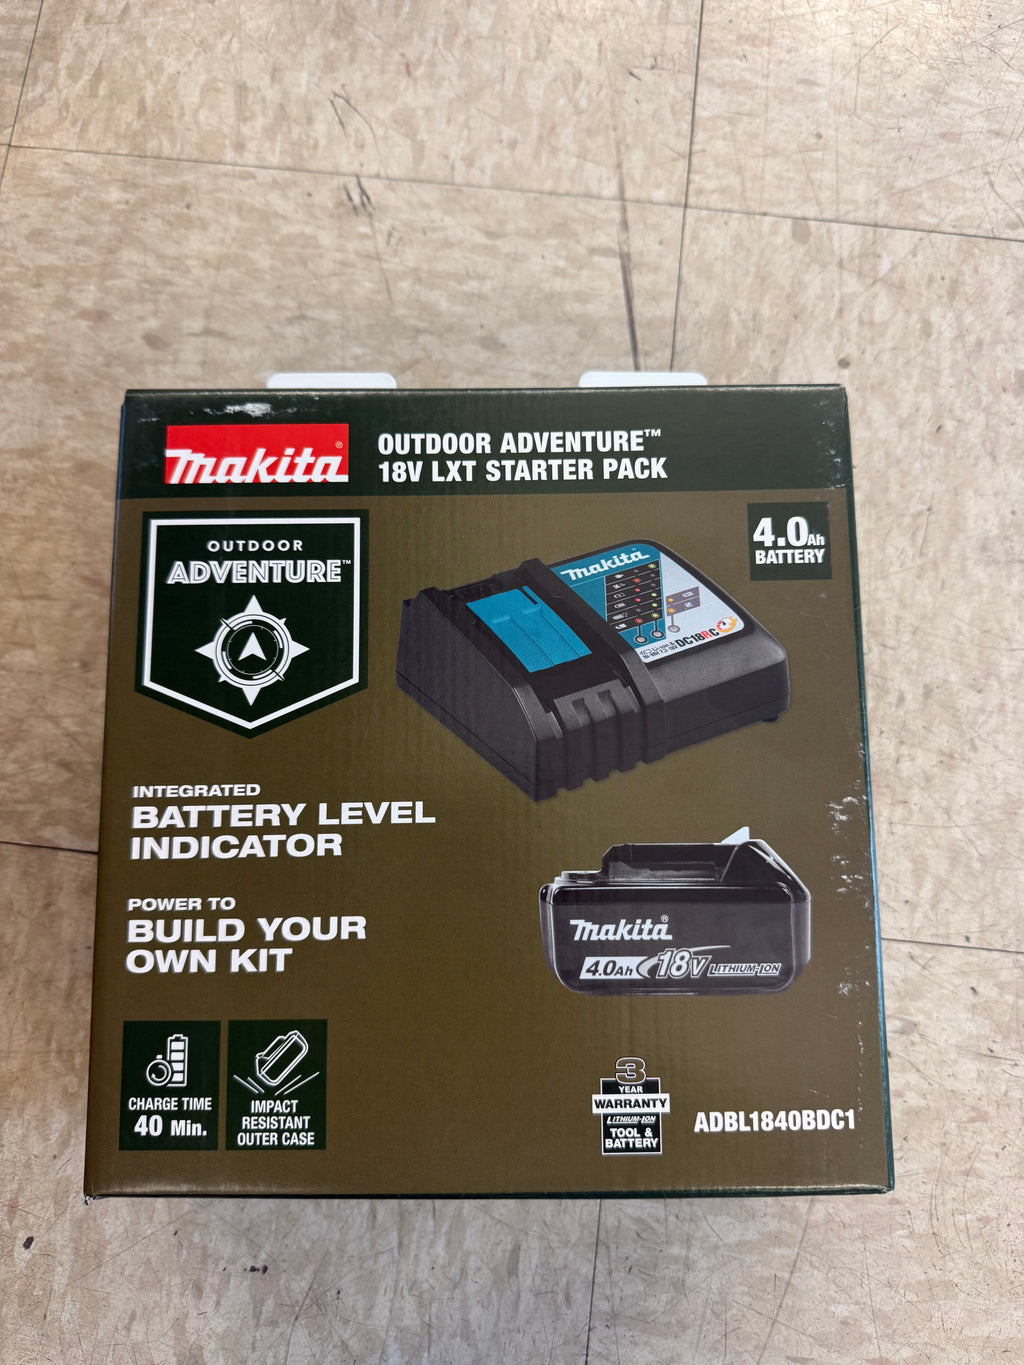 makita®
OUTDOOR ADVENTURE™
18V LXT STARTER PACK
OUTDOOR
ADVENTURE™
4.0Ah
BATTERY
makita
DC18RC
INTEGRATED
BATTERY LEVEL
INDICATOR
POWER TO
BUILD YOUR
OWN KIT
makita®
4.0Ah 18V LITHIUM-ION
CHARGE TIME
40 Min.
IMPACT
RESISTANT
OUTER CASE
3
YEAR
WARRANTY
LITHIUM-ION
TOOL &
BATTERY
ADBL1840BDC1